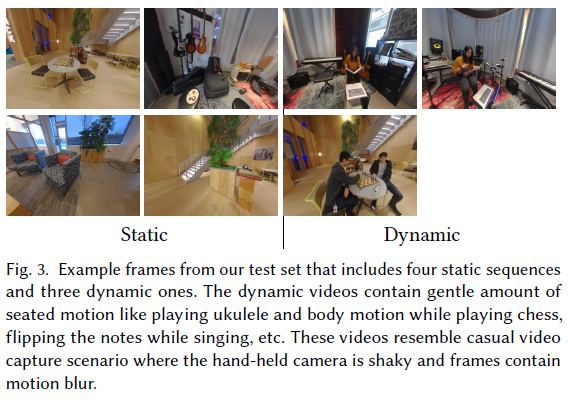 Static
Dynamic
Fig. 3. Example frames from our test set that includes four static sequences
and three dynamic ones. The dynamic videos contain gentle amount of
seated motion like playing ukulele and body motion while playing chess,
flipping the notes while singing, etc. These videos resemble casual video
capture scenario where the hand-held camera is shaky and frames contain
motion blur.